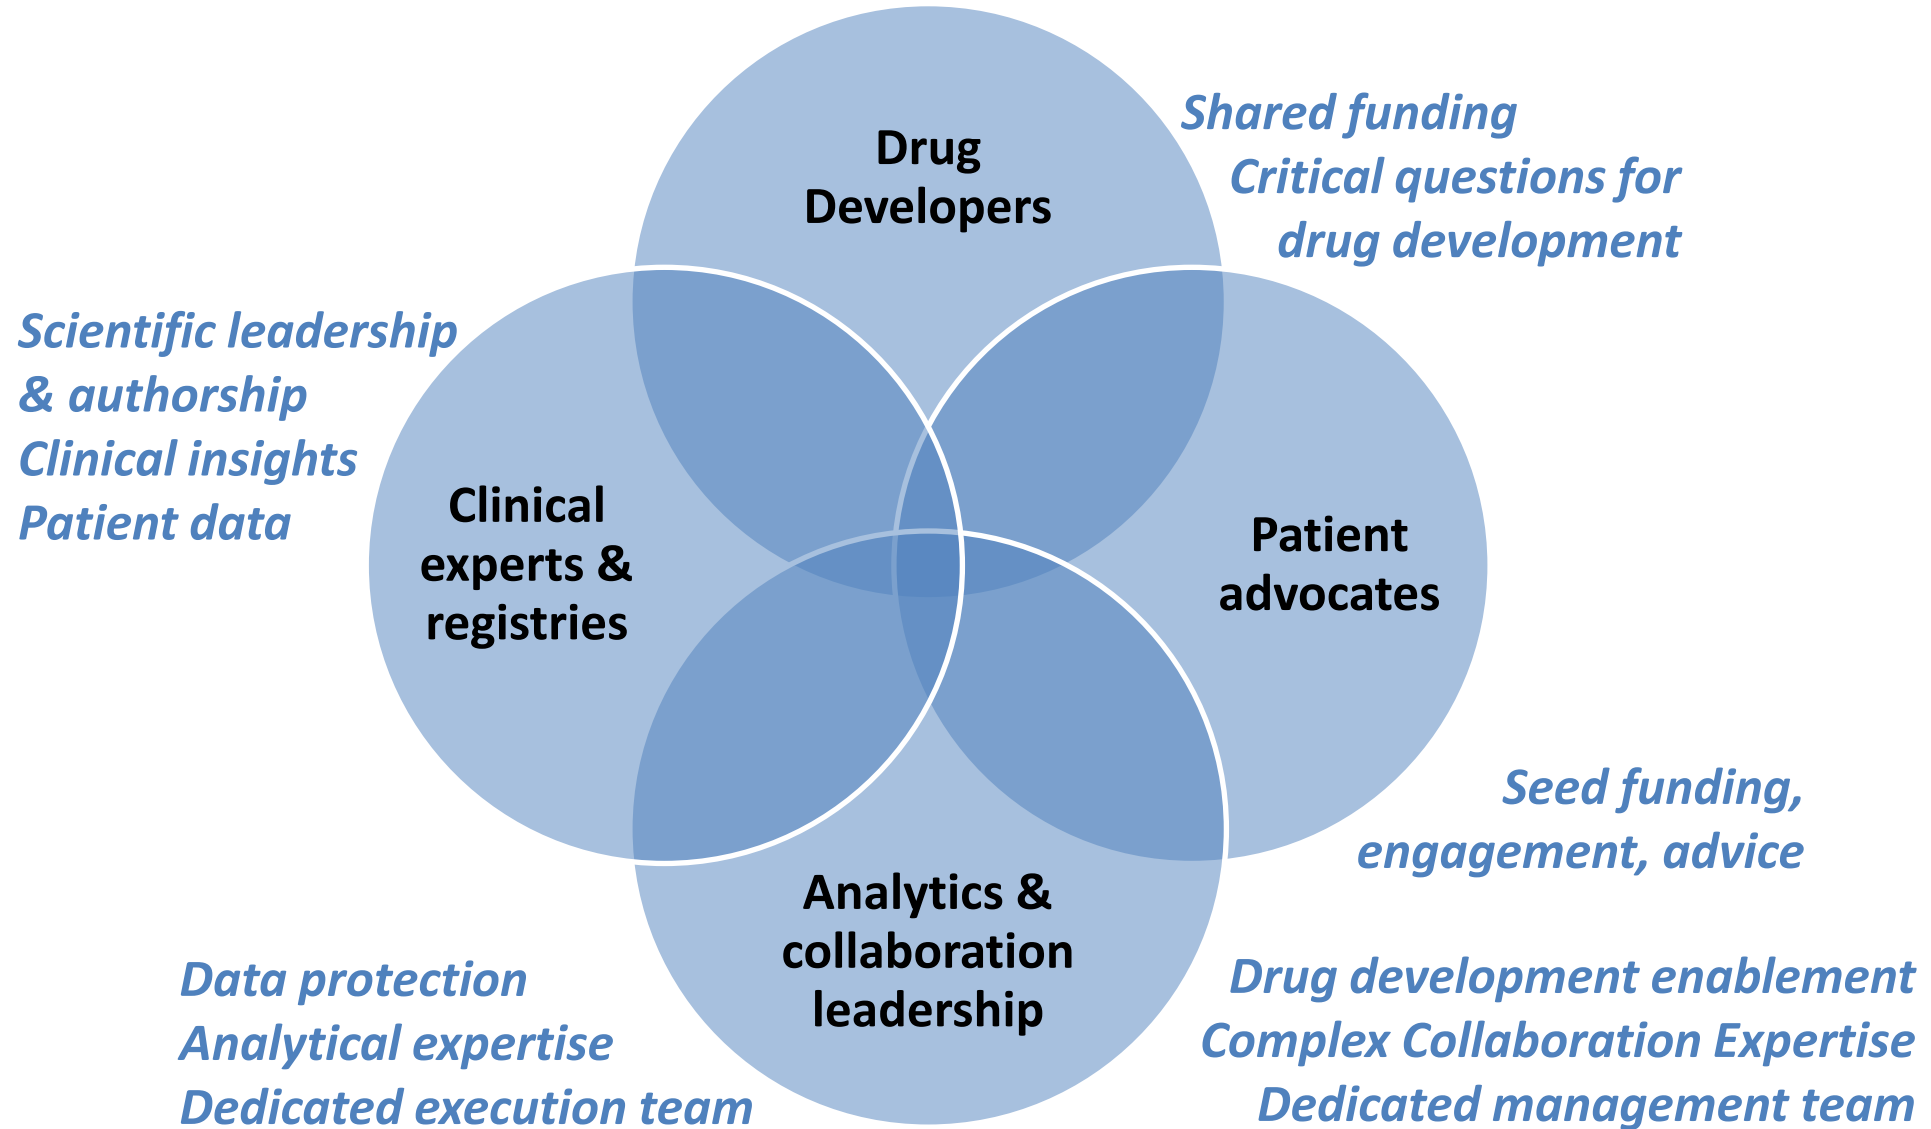 Drug
Developers
Shared funding
Critical questions for
drug development
Scientific leadership
& authorship
Clinical insights
Patient data
Clinical
experts &
registries
Patient
advocates
Seed funding,
engagement, advice
Analytics &
collaboration
leadership
Data protection
Analytical expertise
Dedicated execution team
Drug development enablement
Complex Collaboration Expertise
Dedicated management team